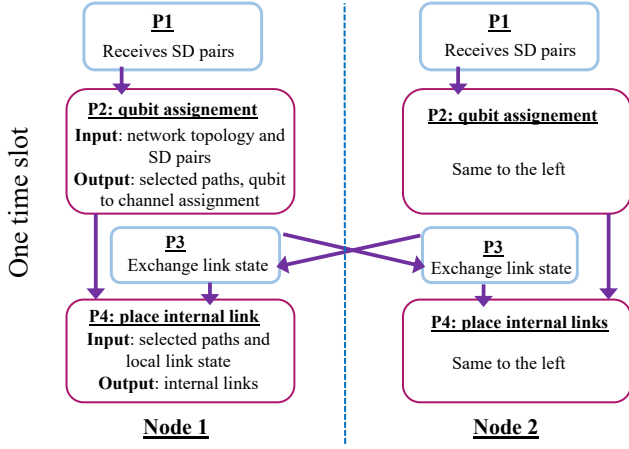 One time slot
P1
Receives SD pairs
P2: qubit assignement
Input: network topology and
SD pairs
Output: selected paths, qubit
to channel assignment
P3
Exchange link state
P4: place internal link
Input: selected paths and
local link state
Output: internal links
Node 1
P1
Receives SD pairs
P2: qubit assignement
Same to the left
P3
Exchange link state
P4: place internal links
Same to the left
Node 2